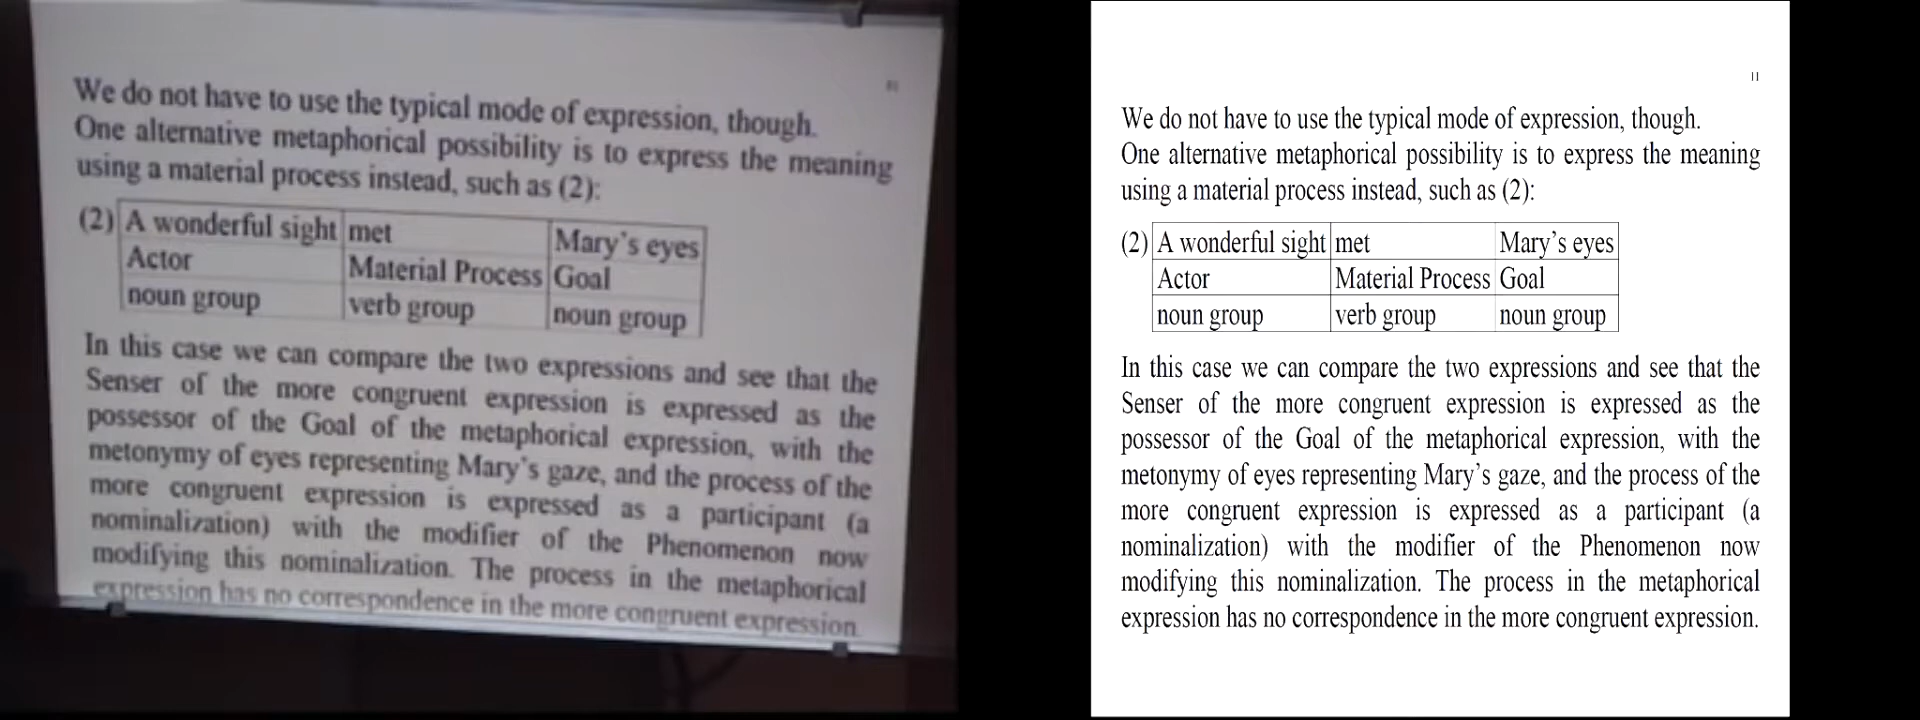 We do not have to use the typical mode of expression, though.
One alternative metaphorical possibility is to express the meaning
using a material process instead, such as (2):
(2) A wonderful sight met Mary's eyes
Actor Material Process Goal
noun group verb group noun group
In this case we can compare the two expressions and see that the
Senser of the more congruent expression is expressed as the
possessor of the Goal of the metaphorical expression, with the
metonymy of eyes representing Mary's gaze, and the process of the
more congruent expression is expressed as a participant (a
nominalization) with the modifier of the Phenomenon now
modifying this nominalization. The process in the metaphorical
expression has no correspondence in the more congruent expression.
11
We do not have to use the typical mode of expression, though.
One alternative metaphorical possibility is to express the meaning
using a material process instead, such as (2):
(2) A wonderful sight met Mary’s eyes
Actor Material Process Goal
noun group verb group noun group
In this case we can compare the two expressions and see that the
Senser of the more congruent expression is expressed as the
possessor of the Goal of the metaphorical expression, with the
metonymy of eyes representing Mary’s gaze, and the process of the
more congruent expression is expressed as a participant (a
nominalization) with the modifier of the Phenomenon now
modifying this nominalization. The process in the metaphorical
expression has no correspondence in the more congruent expression.